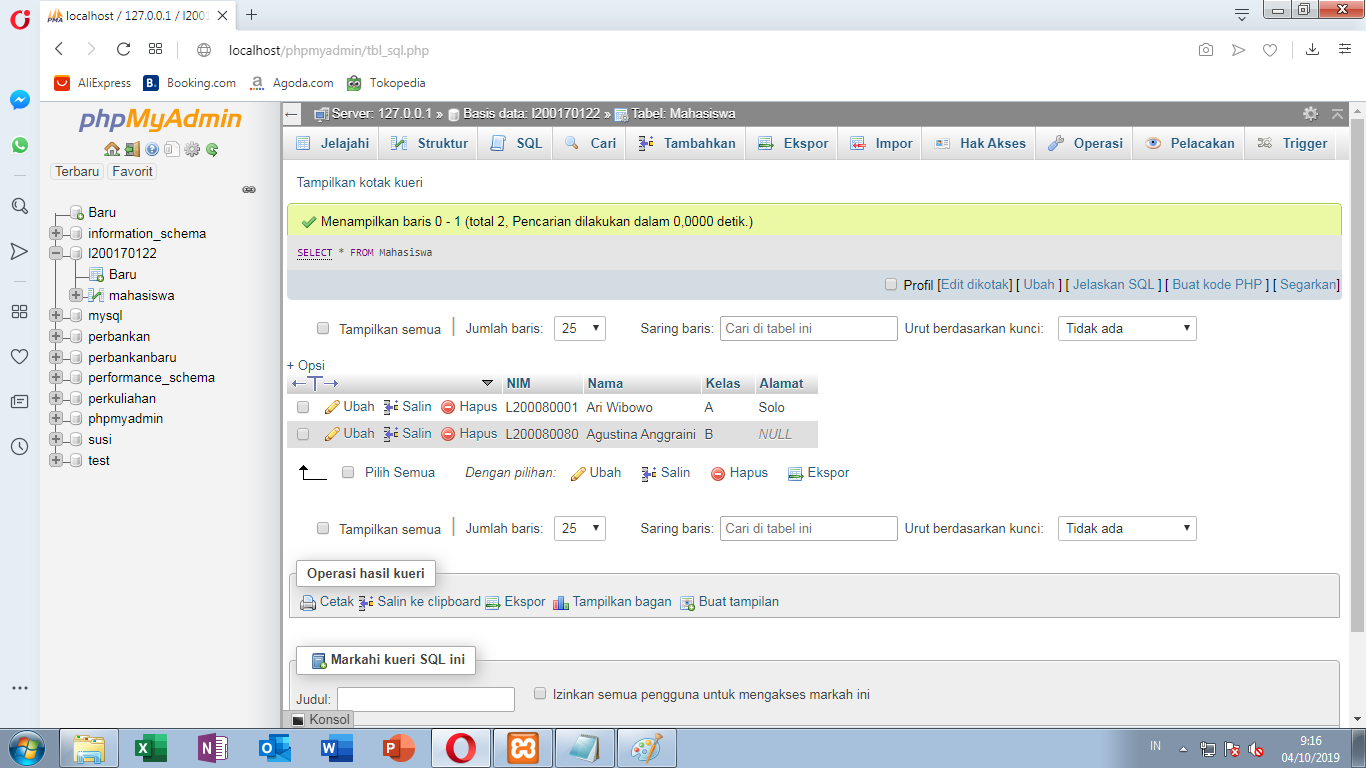 localhost / 127.0.0.1 / l2001
localhost/phpmyadmin/tbl_sql.php
AliExpress Booking.com Agoda.com Tokopedia
phpMyAdmin
Terbaru Favorit
Baru
information_schema
l200170122
Baru
mahasiswa
mysql
perbankan
perbankanbaru
performance_schema
perkuliahan
phpmyadmin
susi
test
Server: 127.0.0.1 » Basis data: l200170122 » Tabel: Mahasiswa
Jelajahi Struktur SQL Cari Tambahkan Ekspor Impor Hak Akses Operasi Pelacakan Trigger
Tampilkan kotak kueri
Menampilkan baris 0 - 1 (total 2, Pencarian dilakukan dalam 0,0000 detik.)
SELECT * FROM Mahasiswa
Profil [Edit dikotak] [ Ubah ] [ Jelaskan SQL ] [ Buat kode PHP ] [ Segarkan]
Tampilkan semua Jumlah baris: 25 Saring baris: Cari di tabel ini Urut berdasarkan kunci: Tidak ada
+ Opsi
NIM Nama Kelas Alamat
Ubah Salin Hapus L200080001 Ari Wibowo A Solo
Ubah Salin Hapus L200080080 Agustina Anggraini B NULL
Pilih Semua Dengan pilihan: Ubah Salin Hapus Ekspor
Tampilkan semua Jumlah baris: 25 Saring baris: Cari di tabel ini Urut berdasarkan kunci: Tidak ada
Operasi hasil kueri
Cetak Salin ke clipboard Ekspor Tampilkan bagan Buat tampilan
Markahi kueri SQL ini
Judul: Izinkan semua pengguna untuk mengakses markah ini
Konsol
IN 9:16
04/10/2019